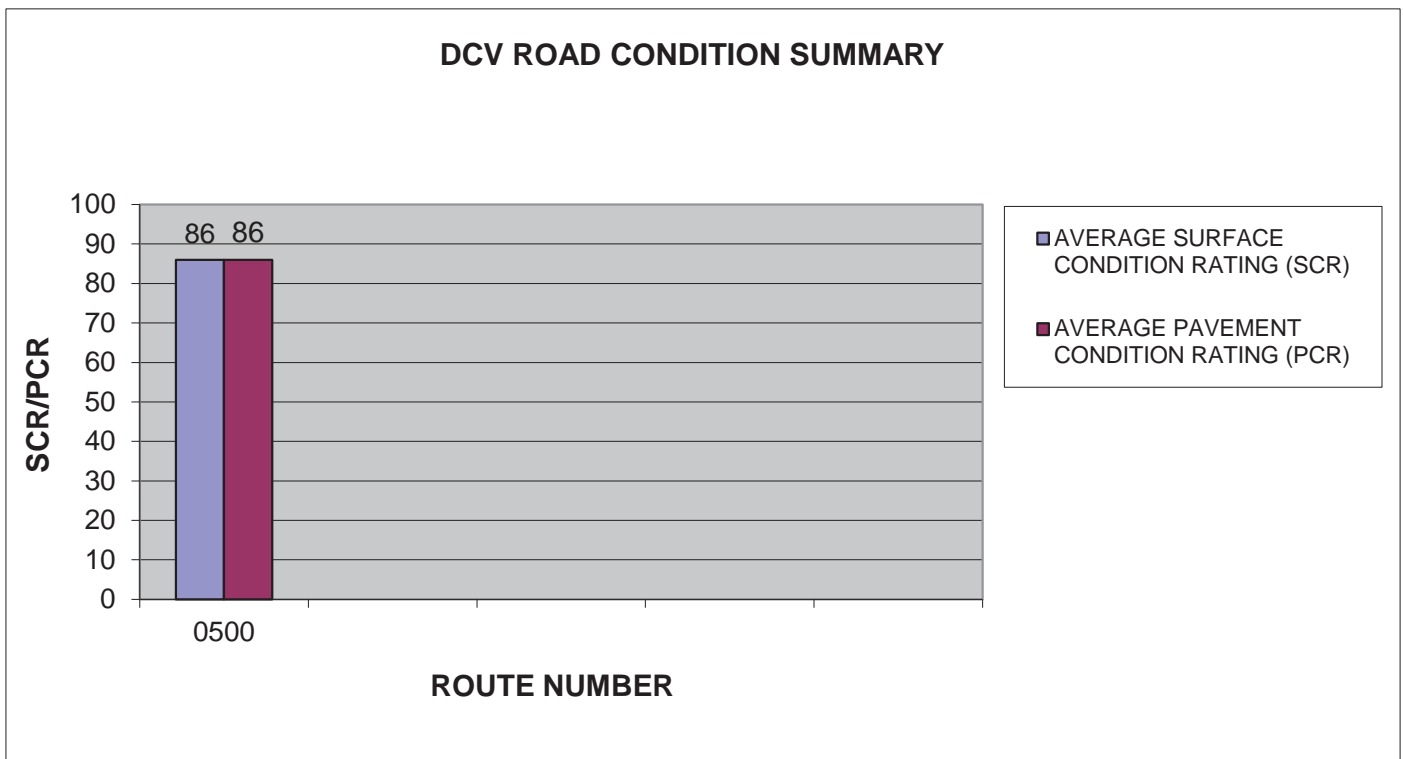 DCV ROAD CONDITION SUMMARY
100
90
80
70
60
50
40
30
20
10
0
SCR/PCR
86 86
0500
ROUTE NUMBER
AVERAGE SURFACE
CONDITION RATING (SCR)
AVERAGE PAVEMENT
CONDITION RATING (PCR)